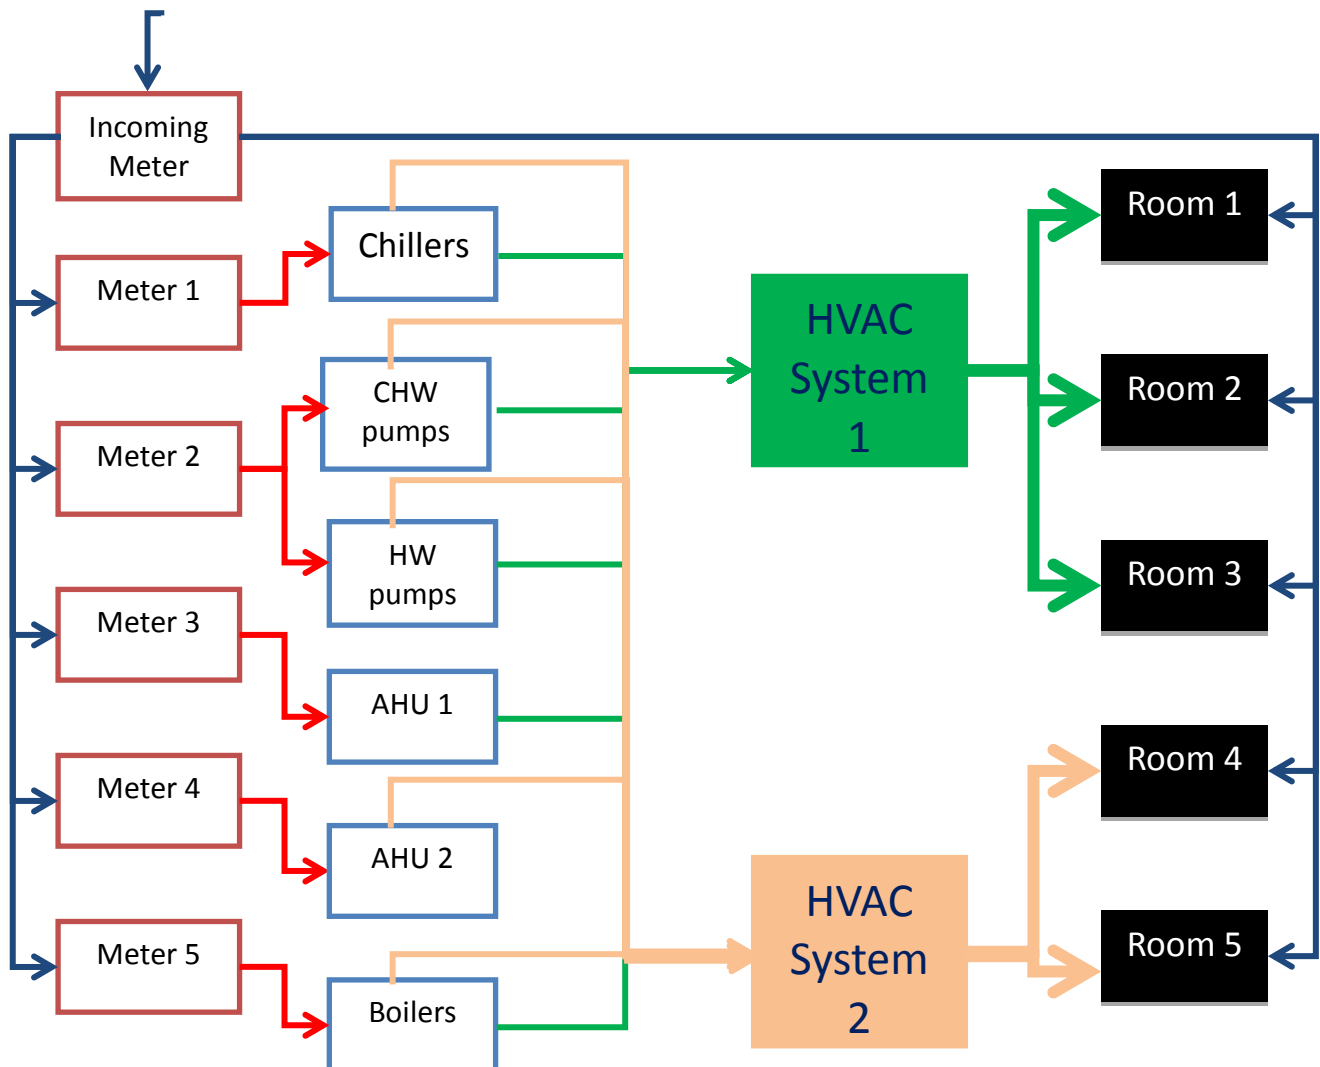 Incoming
Meter
Meter 1
Meter 2
Meter 3
Meter 4
Meter 5
Chillers
CHW
pumps
HW
pumps
AHU 1
AHU 2
Boilers
HVAC
System
1
HVAC
System
2
Room 1
Room 2
Room 3
Room 4
Room 5